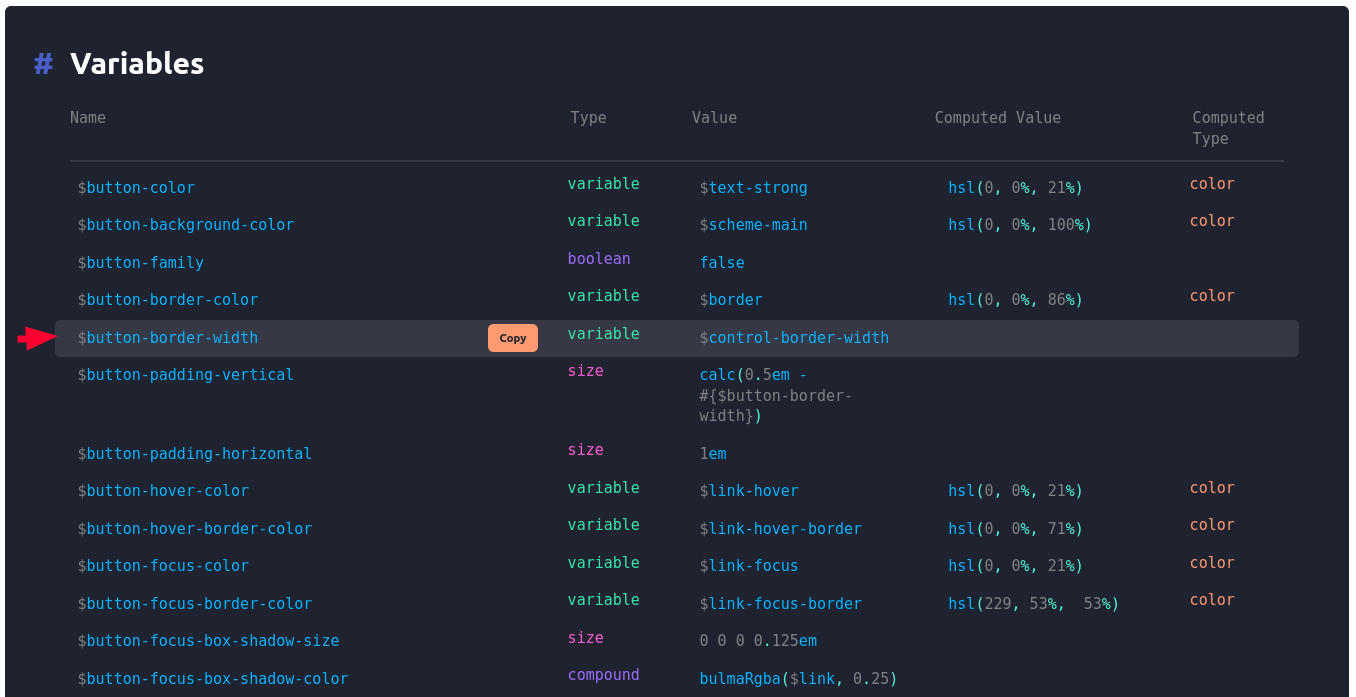 # Variables
Name Type Value Computed Value Computed
Type
$button-color variable $text-strong hsl(0, 0%, 21%) color
$button-background-color variable $scheme-main hsl(0, 0%, 100%) color
$button-family boolean false
$button-border-color variable $border hsl(0, 0%, 86%) color
$button-border-width Copy variable $control-border-width
$button-padding-vertical size calc(0.5em -
#{$button-border-
width})
$button-padding-horizontal size 1em
$button-hover-color variable $link-hover hsl(0, 0%, 21%) color
$button-hover-border-color variable $link-hover-border hsl(0, 0%, 71%) color
$button-focus-color variable $link-focus hsl(0, 0%, 21%) color
$button-focus-border-color variable $link-focus-border hsl(229, 53%,  53%) color
$button-focus-box-shadow-size size 0 0 0 0.125em
$button-focus-box-shadow-color compound bulmaRgba($link, 0.25)